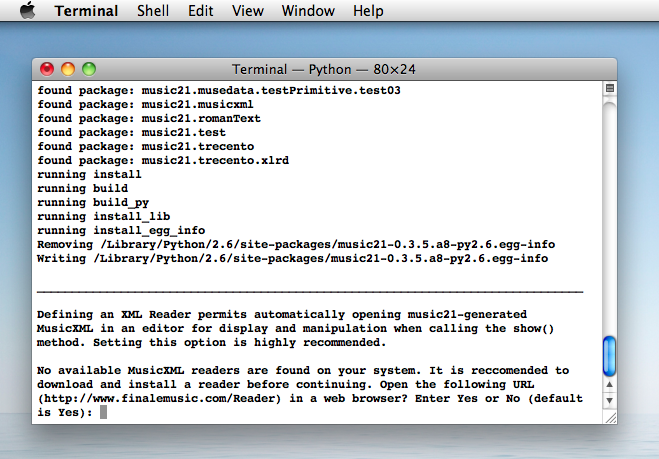 Terminal Shell Edit View Window Help
Terminal — Python — 80×24
found package: music21.musedata.testPrimitive.test03
found package: music21.musicxml
found package: music21.romanText
found package: music21.test
found package: music21.trecento
found package: music21.trecento.xlrd
running install
running build
running build_py
running install_lib
running install_egg_info
Removing /Library/Python/2.6/site-packages/music21-0.3.5.a8-py2.6.egg-info
Writing /Library/Python/2.6/site-packages/music21-0.3.5.a8-py2.6.egg-info
Defining an XML Reader permits automatically opening music21-generated
MusicXML in an editor for display and manipulation when calling the show()
method. Setting this option is highly recommended.
No available MusicXML readers are found on your system. It is reccomended to
download and install a reader before continuing. Open the following URL
(http://www.finalemusic.com/Reader) in a web browser? Enter Yes or No (default
is Yes):